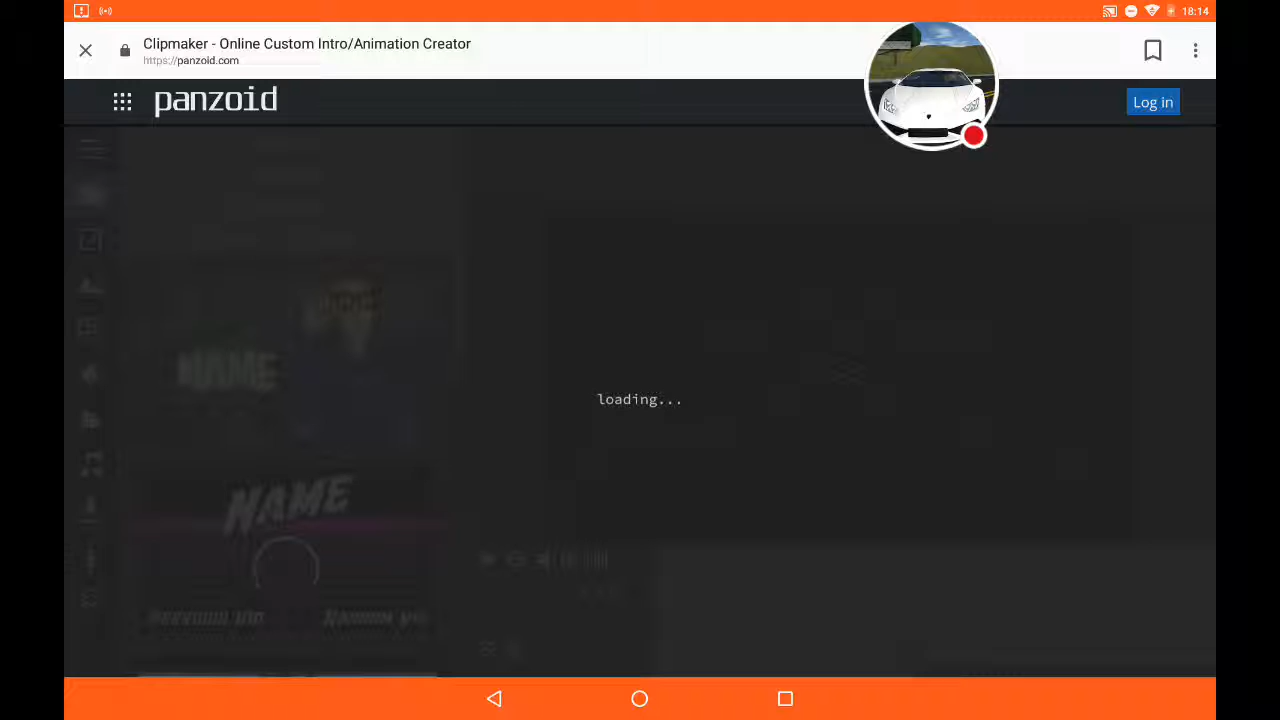 18:14
Clipmaker - Online Custom Intro/Animation Creator
https://panzoid.com
panzoid
Log in
loading...
NAME
NAME